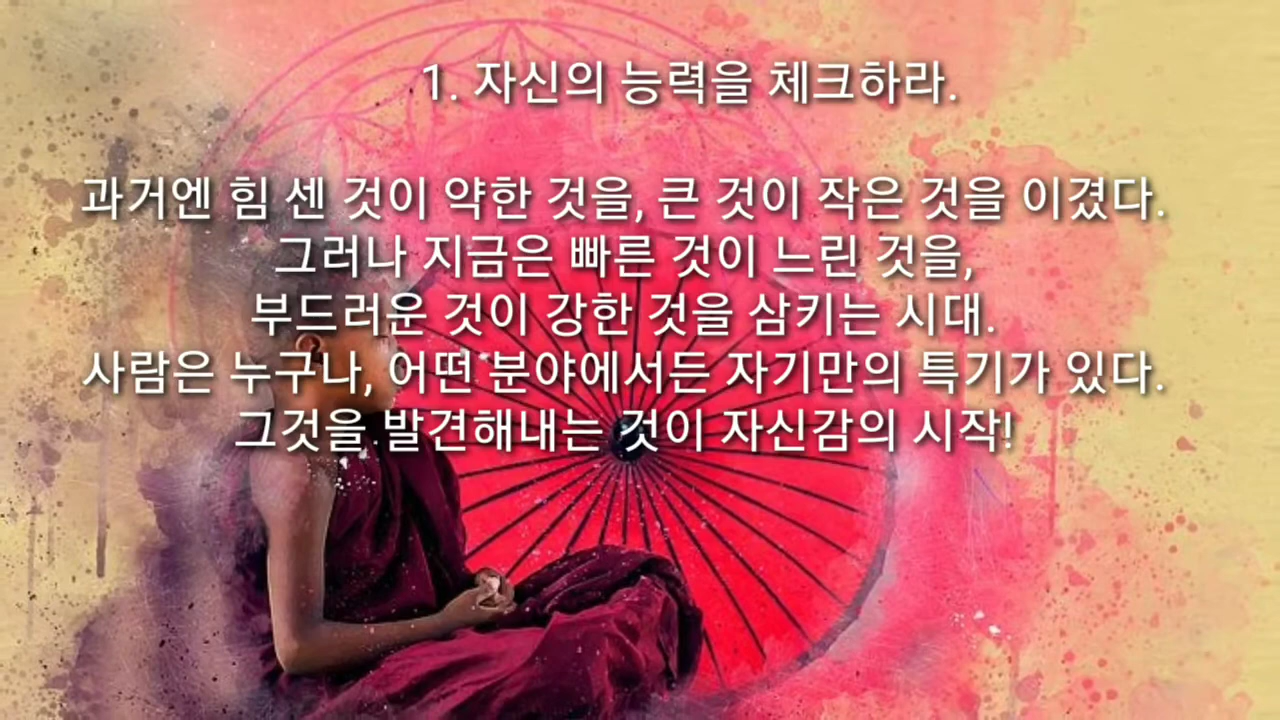 1. 자신의 능력을 체크하라.
과거엔 힘 센 것이 약한 것을, 큰 것이 작은 것을 이겼다.
그러나 지금은 빠른 것이 느린 것을,
부드러운 것이 강한 것을 삼키는 시대.
사람은 누구나, 어떤 분야에서든 자기만의 특기가 있다.
그것을 발견해내는 것이 자신감의 시작!